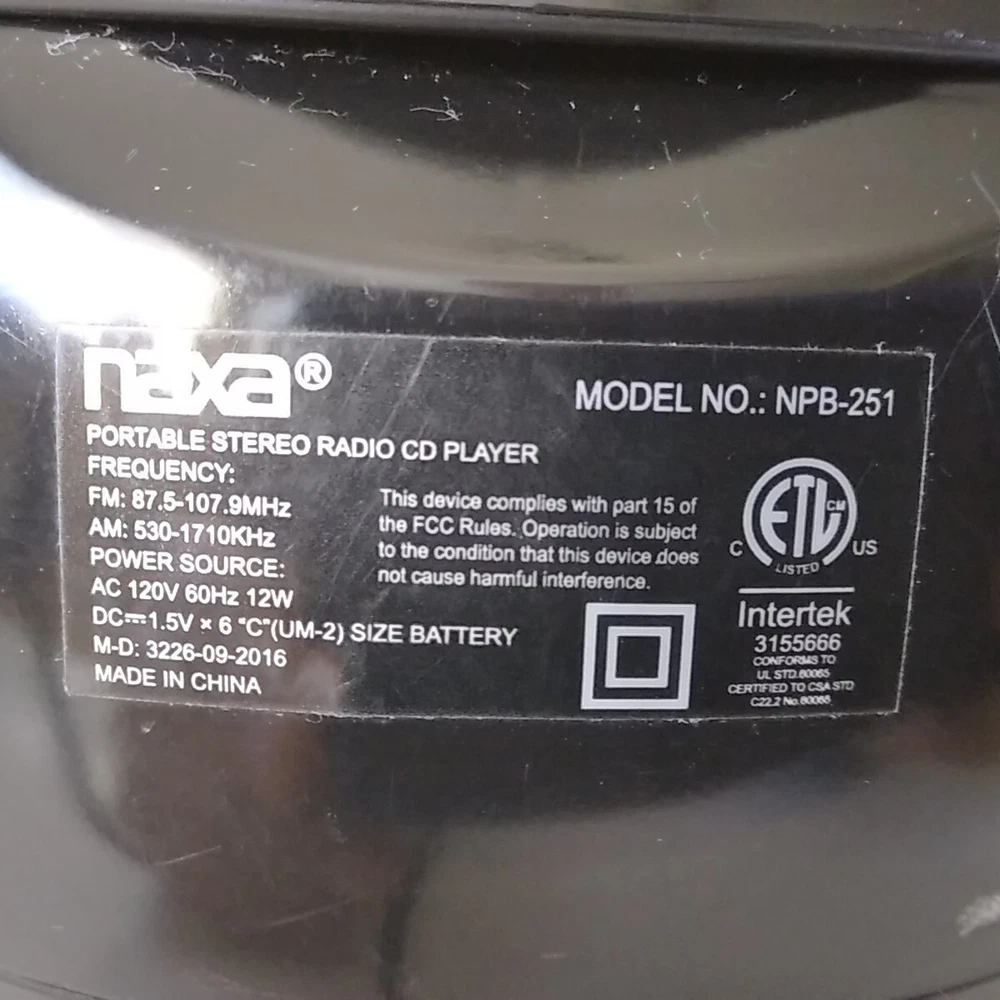 naxa®
MODEL NO.: NPB-251
PORTABLE STEREO RADIO CD PLAYER
FREQUENCY:
FM: 87.5-107.9MHz
AM: 530-1710KHz
POWER SOURCE:
AC 120V 60Hz 12W
DC⎓1.5V × 6 "C"(UM-2) SIZE BATTERY
M-D: 3226-09-2016
MADE IN CHINA
This device complies with part 15 of
the FCC Rules. Operation is subject
to the condition that this device does
not cause harmful interference.
ETL CM
C US
LISTED
Intertek
3155666
CONFORMS TO
UL STD.60065
CERTIFIED TO CSA STD
C22.2 No.60065